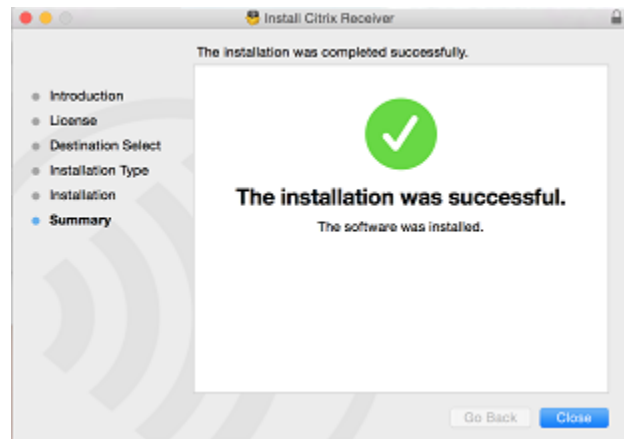 Install Citrix Receiver
The installation was completed successfully.
Introduction
License
Destination Select
Installation Type
Installation
Summary
The installation was successful.
The software was installed.
Go Back
Close